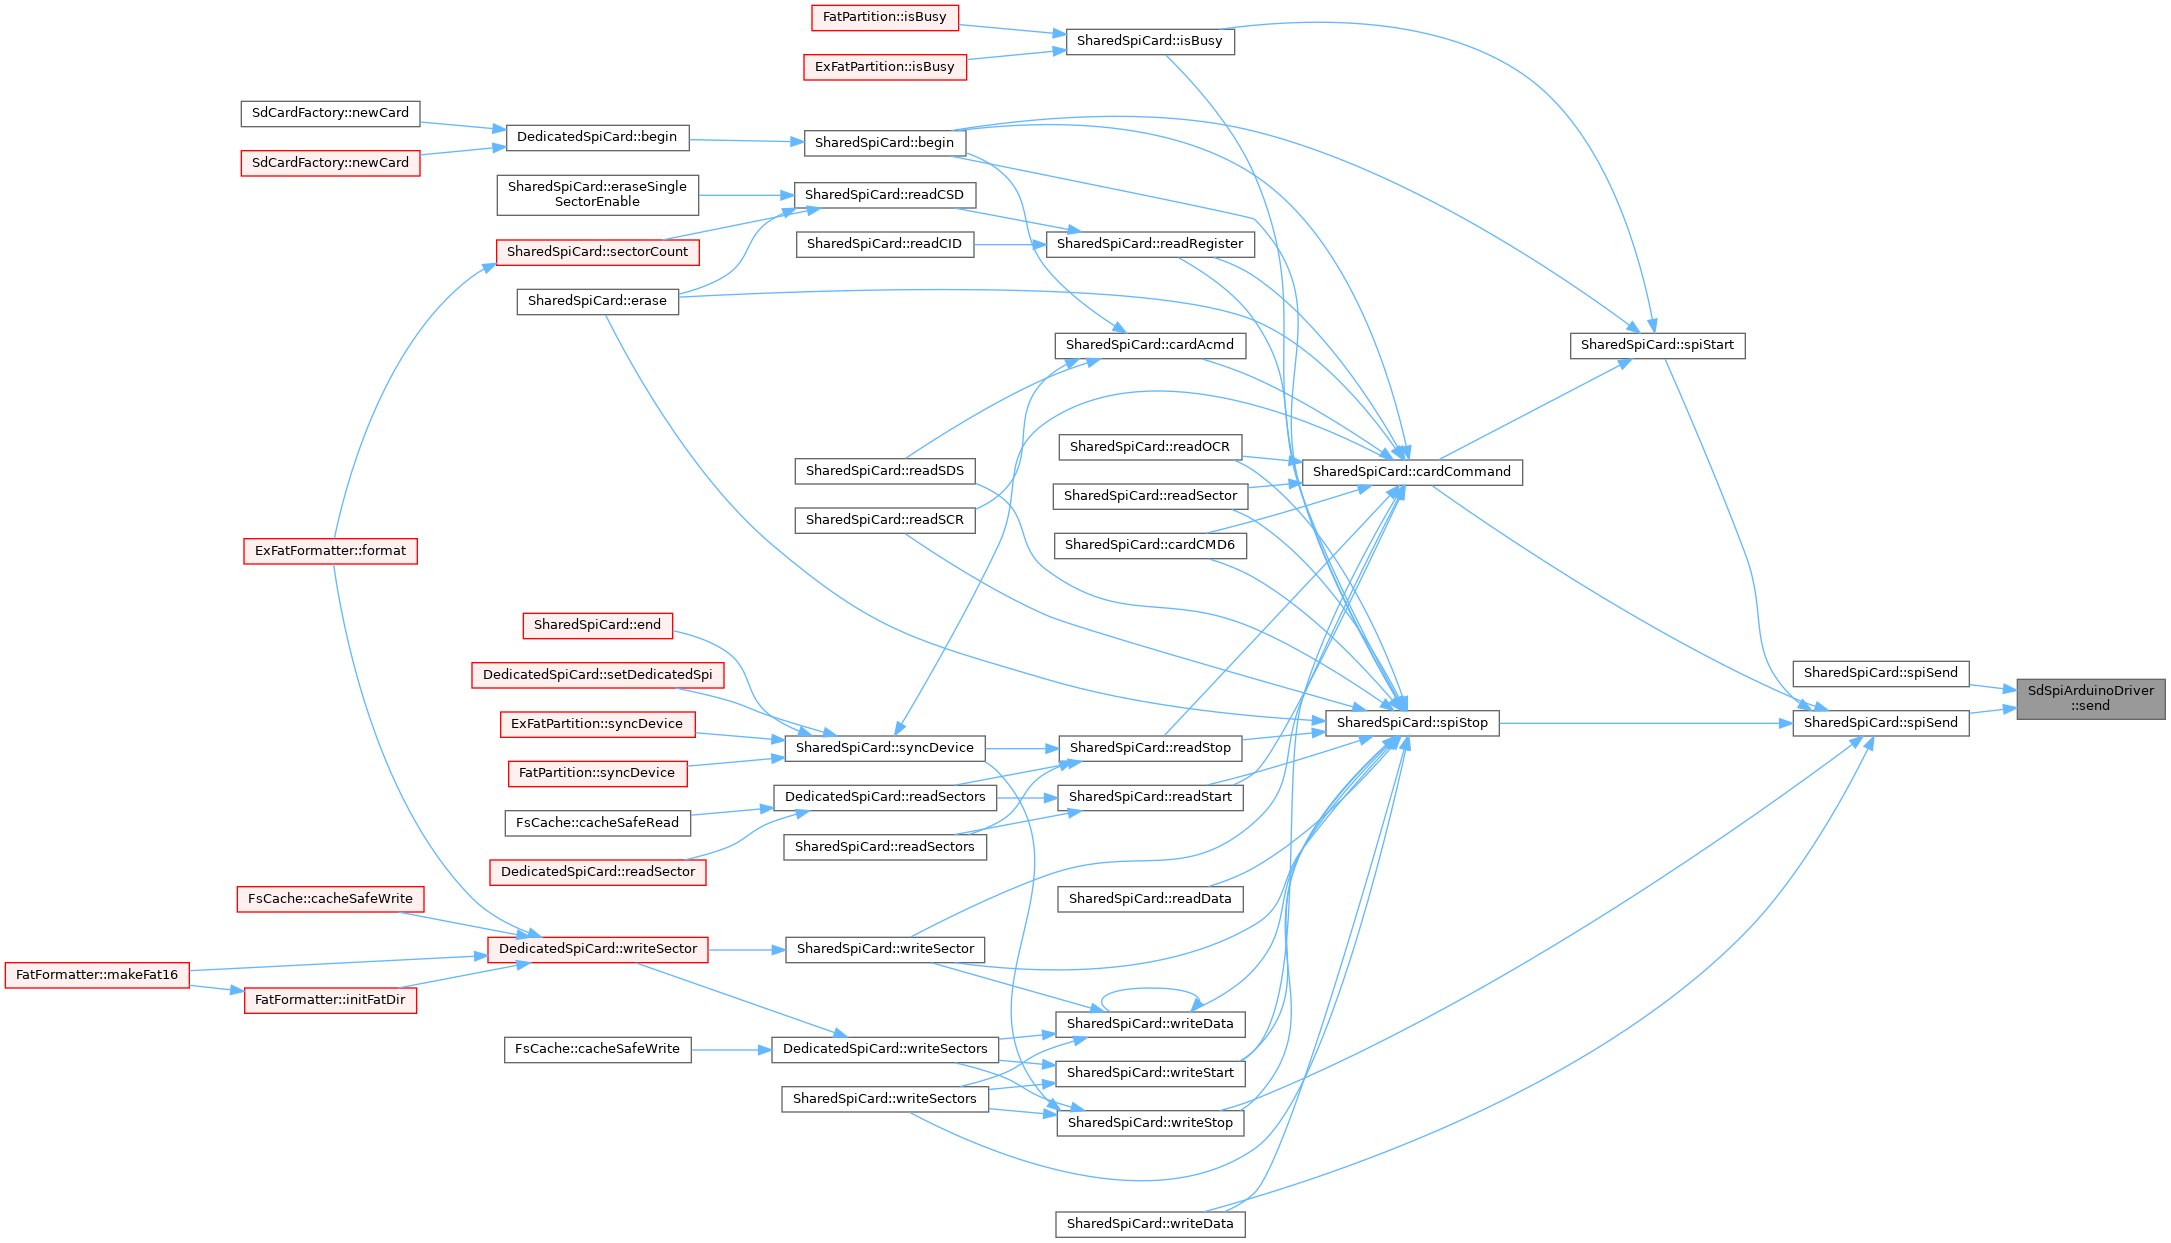 FatPartition::isBusy
SharedSpiCard::isBusy
ExFatPartition::isBusy
SdCardFactory::newCard
DedicatedSpiCard::begin
SharedSpiCard::begin
SdCardFactory::newCard
SharedSpiCard::eraseSingle
SectorEnable
SharedSpiCard::readCSD
SharedSpiCard::readCID
SharedSpiCard::readRegister
SharedSpiCard::sectorCount
SharedSpiCard::erase
SharedSpiCard::cardAcmd
SharedSpiCard::spiStart
SharedSpiCard::readOCR
SharedSpiCard::readSDS
SharedSpiCard::cardCommand
SharedSpiCard::readSector
SharedSpiCard::readSCR
SharedSpiCard::cardCMD6
ExFatFormatter::format
SharedSpiCard::end
DedicatedSpiCard::setDedicatedSpi
SharedSpiCard::spiSend
SdSpiArduinoDriver
::send
ExFatPartition::syncDevice
SharedSpiCard::spiStop
SharedSpiCard::spiSend
SharedSpiCard::syncDevice
SharedSpiCard::readStop
FatPartition::syncDevice
DedicatedSpiCard::readSectors
SharedSpiCard::readStart
FsCache::cacheSafeRead
SharedSpiCard::readSectors
DedicatedSpiCard::readSector
FsCache::cacheSafeWrite
SharedSpiCard::readData
DedicatedSpiCard::writeSector
SharedSpiCard::writeSector
FatFormatter::makeFat16
FatFormatter::initFatDir
SharedSpiCard::writeData
FsCache::cacheSafeWrite
DedicatedSpiCard::writeSectors
SharedSpiCard::writeStart
SharedSpiCard::writeSectors
SharedSpiCard::writeStop
SharedSpiCard::writeData